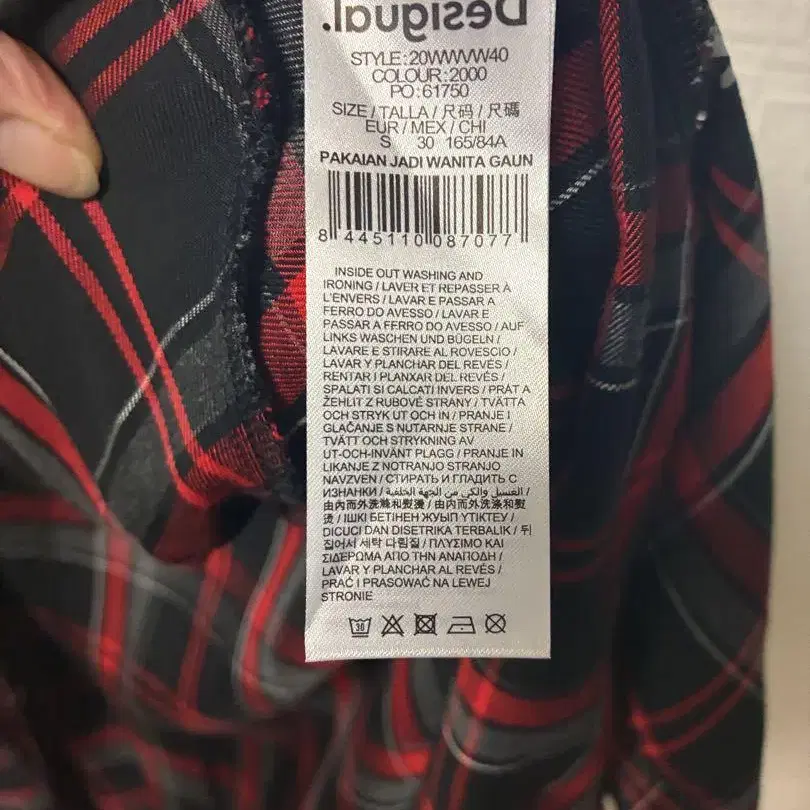 Desigual.
STYLE:20WWVW40
COLOUR:2000
PO:61750
SIZE / TALLA / 尺码 / 尺碼
EUR / MEX / CHI
S 30 165/84A
PAKAIAN JADI WANITA GAUN
8 445110 087077
INSIDE OUT WASHING AND
IRONING / LAVER ET REPASSER À
L'ENVERS / LAVAR E PASSAR A
FERRO DO AVESSO / LAVAR E
PASSAR A FERRO DO AVESSO / AUF
LINKS WASCHEN UND BÜGELN /
LAVARE E STIRARE AL ROVESCIO /
LAVAR Y PLANCHAR DEL REVÉS /
RENTAR I PLANXAR DEL REVÉS /
SPALATI SI CALCATI INVERS / PRÁT A
ŽEHLIT Z RUBOVÉ STRANY / TVÄTTA
OCH STRYK UT OCH IN / PRANJE I
GLAČANJE S NUTARNJE STRANE /
TVÄTT OCH STRYKNING AV
UT-OCH-INVÄNT PLAGG / PRANJE IN
LIKANJE Z NOTRANJO STRANJO
NAVZVEN / СТИРАТЬ И ГЛАДИТЬ С
ИЗНАНКИ / الغسيل والكي من الجهة الخلفية /
由內而外洗滌和熨燙 / 由内而外洗涤和熨
烫 / ІШКІ БЕТІНЕН ЖУЫП ҮТІКТЕУ /
DICUCI DAN DISETRIKA TERBALIK / 뒤
집어서 세탁 다림질 / ΠΛΥΣΙΜΟ ΚΑΙ
ΣΙΔΕΡΩΜΑ ΑΠΟ ΤΗΝ ΑΝΑΠΟΔΗ /
LAVAR Y PLANCHAR AL REVÉS /
PRAĆ I PRASOWAĆ NA LEWEJ
STRONIE
30